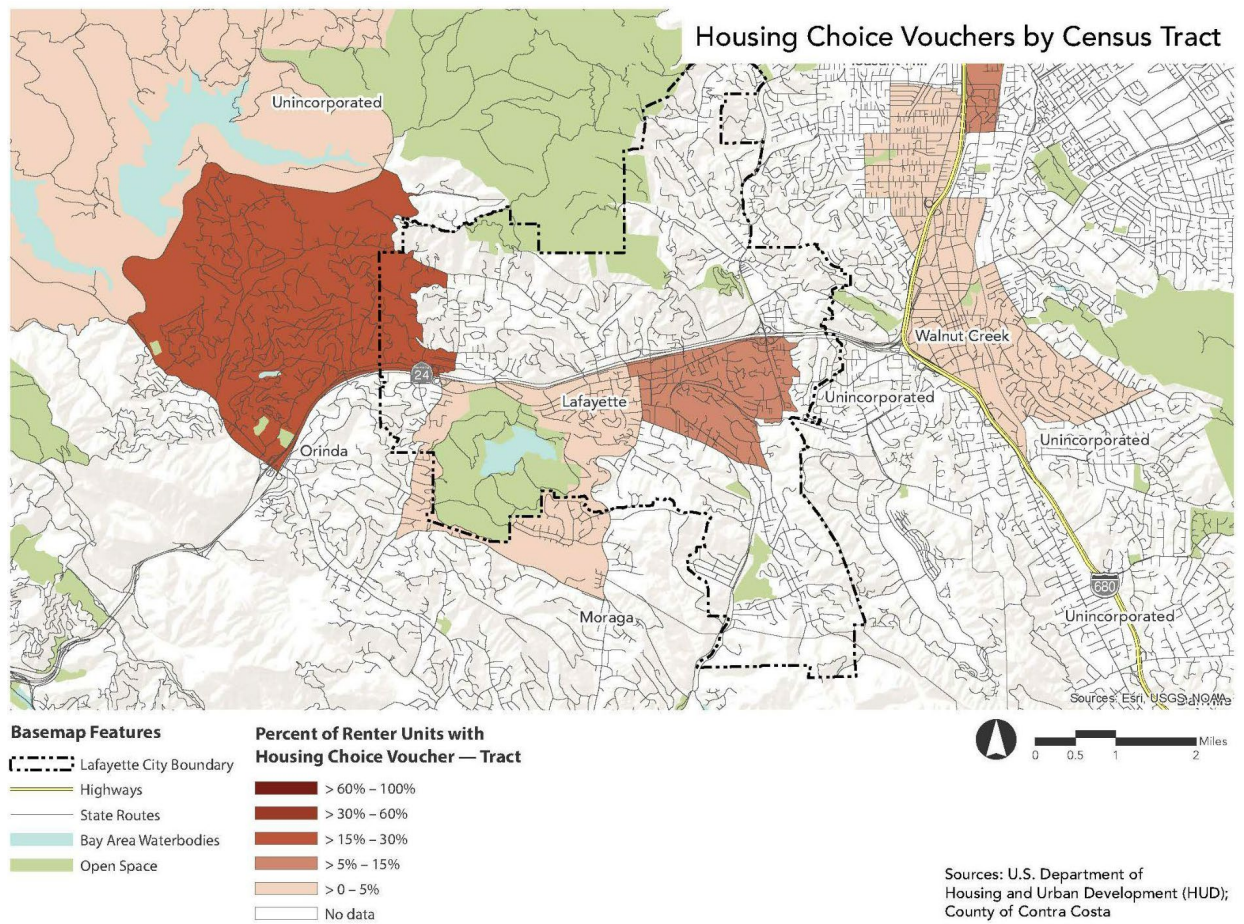 Housing Choice Vouchers by Census Tract
Unincorporated
Walnut Creek
24
Lafayette
Unincorporated
Orinda
Unincorporated
680
Moraga
Unincorporated
Sources: Esri, USGS, NOAA
Basemap Features
Lafayette City Boundary
Highways
State Routes
Bay Area Waterbodies
Open Space
Percent of Renter Units with
Housing Choice Voucher — Tract
> 60% – 100%
> 30% – 60%
> 15% – 30%
> 5% – 15%
> 0 – 5%
No data
Miles
0 0.5 1 2
Sources: U.S. Department of
Housing and Urban Development (HUD);
County of Contra Costa